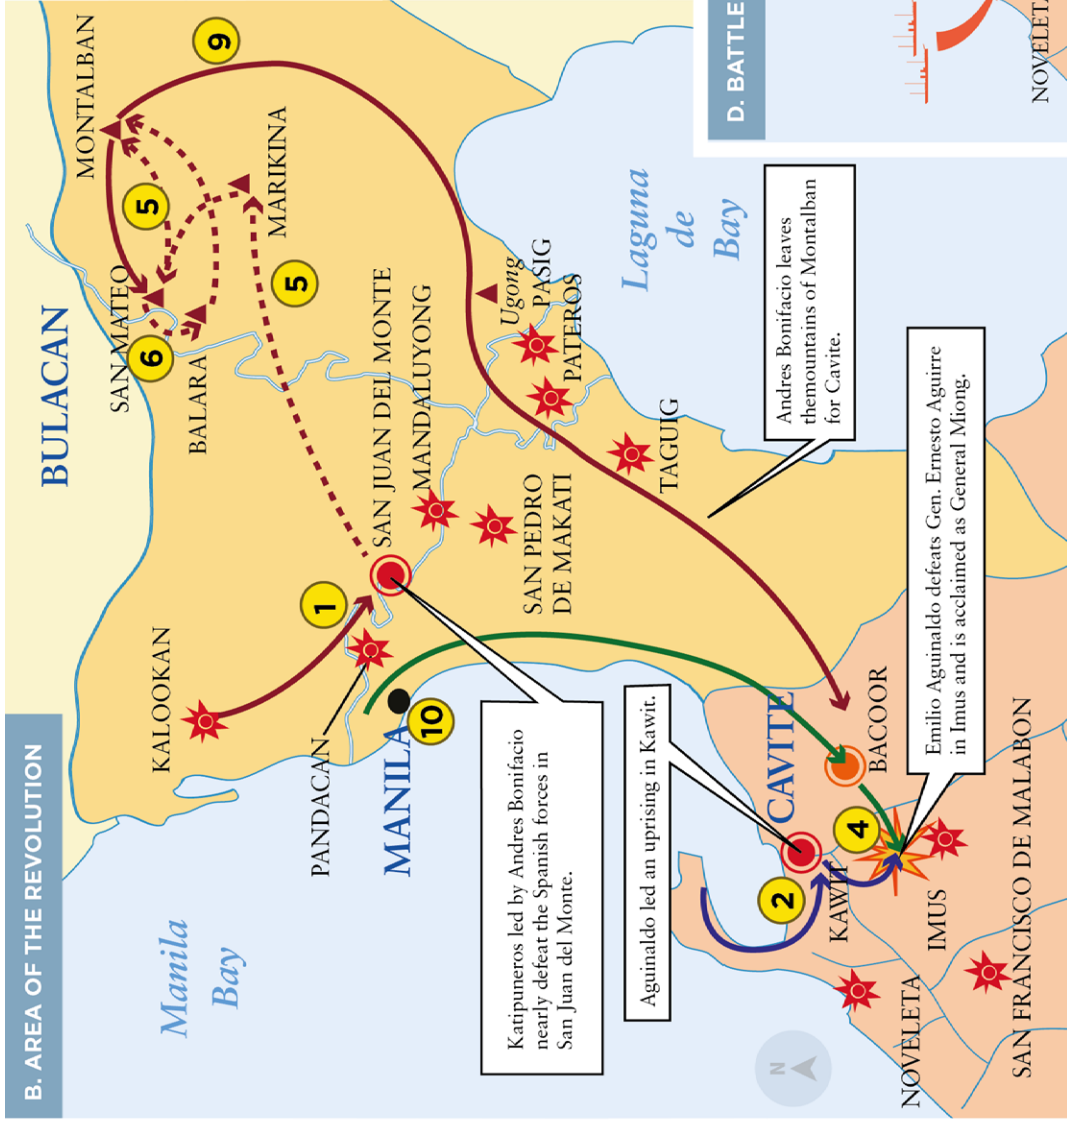 B. AREA OF THE REVOLUTION
BULACAN
MONTALBAN
9
5
SAN MATEO
6
BALARA
MARIKINA
5
KALOOKAN
1
SAN JUAN DEL MONTE
MANDALUYONG
Ugong
PASIG
PATEROS
PANDACAN
MANILA
10
SAN PEDRO
DE MAKATI
TAGUIG
Laguna
de
Bay
Manila
Bay
Katipuneros led by Andres Bonifacio
nearly defeat the Spanish forces in
San Juan del Monte.
Aguinaldo led an uprising in Kawit.
Andres Bonifacio leaves
themountains of Montalban
for Cavite.
CAVITE
BACOOR
2
4
KAWIT
IMUS
Emilio Aguinaldo defeats Gen. Ernesto Aguirre
in Imus and is acclaimed as General Miong.
NOVELETA
SAN FRANCISCO DE MALABON
N
D. BATTLE
NOVELETA